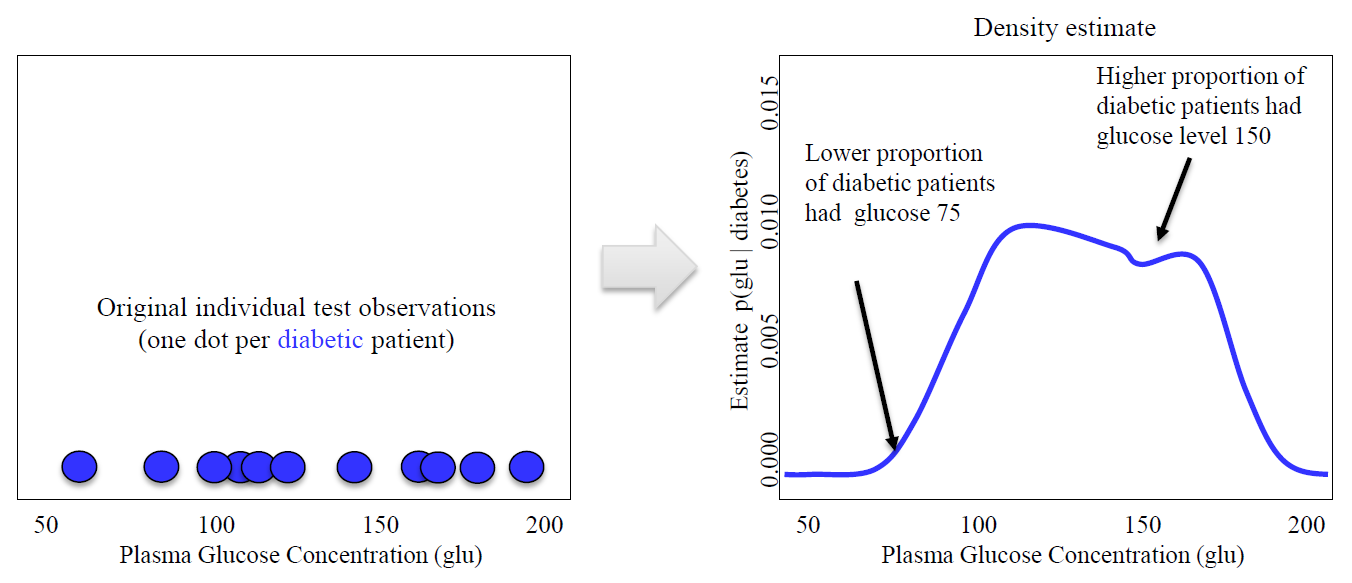 Original individual test observations
(one dot per diabetic patient)
50 100 150 200
Plasma Glucose Concentration (glu)
Density estimate
Estimate p(glu | diabetes)
0.015
0.010
0.005
0.000
Lower proportion
of diabetic patients
had glucose 75
Higher proportion of
diabetic patients had
glucose level 150
50 100 150 200
Plasma Glucose Concentration (glu)